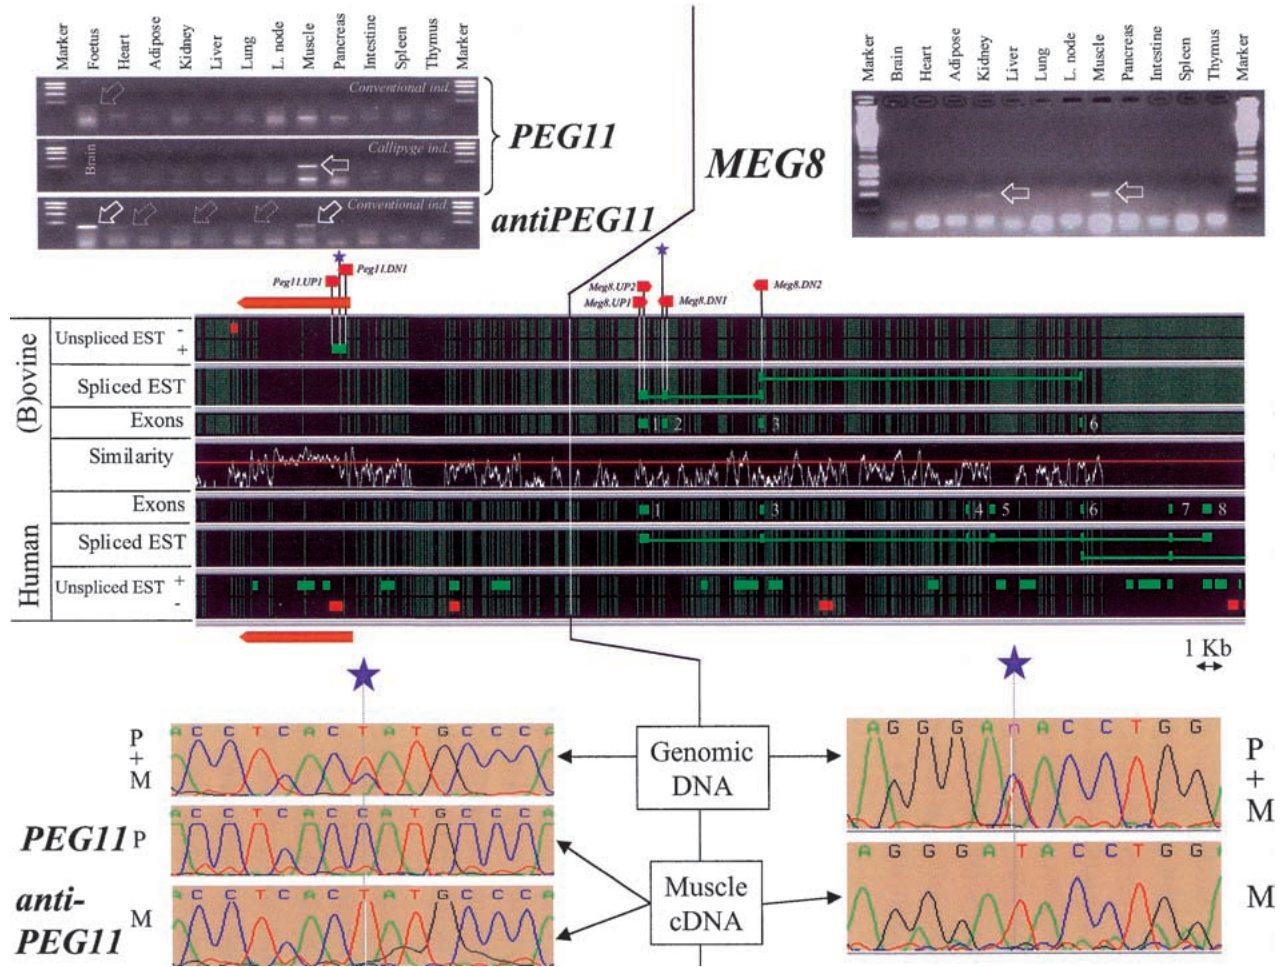 Marker Foetus Heart Adipose Kidney Liver Lung L. node Muscle Pancreas Intestine Spleen Thymus Marker
Conventional ind.
Brain
Callipyge ind.
Conventional ind.
PEG11
antiPEG11
MEG8
Marker Brain Heart Adipose Kidney Liver Lung L. node Muscle Pancreas Intestine Spleen Thymus Marker
Peg11.UP1
Peg11.DN1
Meg8.UP2
Meg8.UP1
Meg8.DN1
Meg8.DN2
(B)ovine
Unspliced EST - +
Spliced EST
Exons 1 2 3 6
Similarity
Human
Exons 1 3 4 5 6 7 8
Spliced EST
Unspliced EST + -
1 Kb
P + M
A C C T C A C T A T G C C C A
Genomic DNA
A G G G A n A C C T G G
P + M
PEG11 P
A C C T C A C C A T G C C C A
anti-PEG11 M
A C C T C A C T A T G C C C A
Muscle cDNA
A G G G A T A C C T G G
M